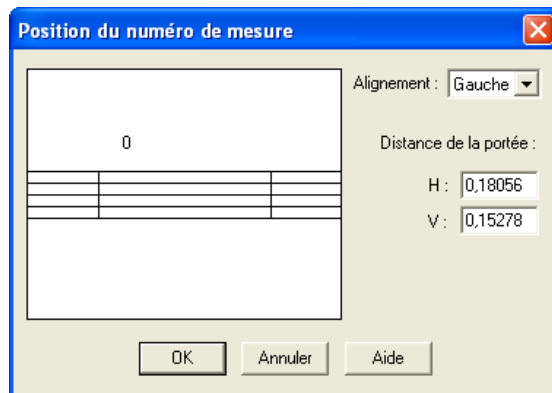 Position du numéro de mesure
Alignement : Gauche
0
Distance de la portée :
H : 0,18056
V : 0,15278
OK Annuler Aide